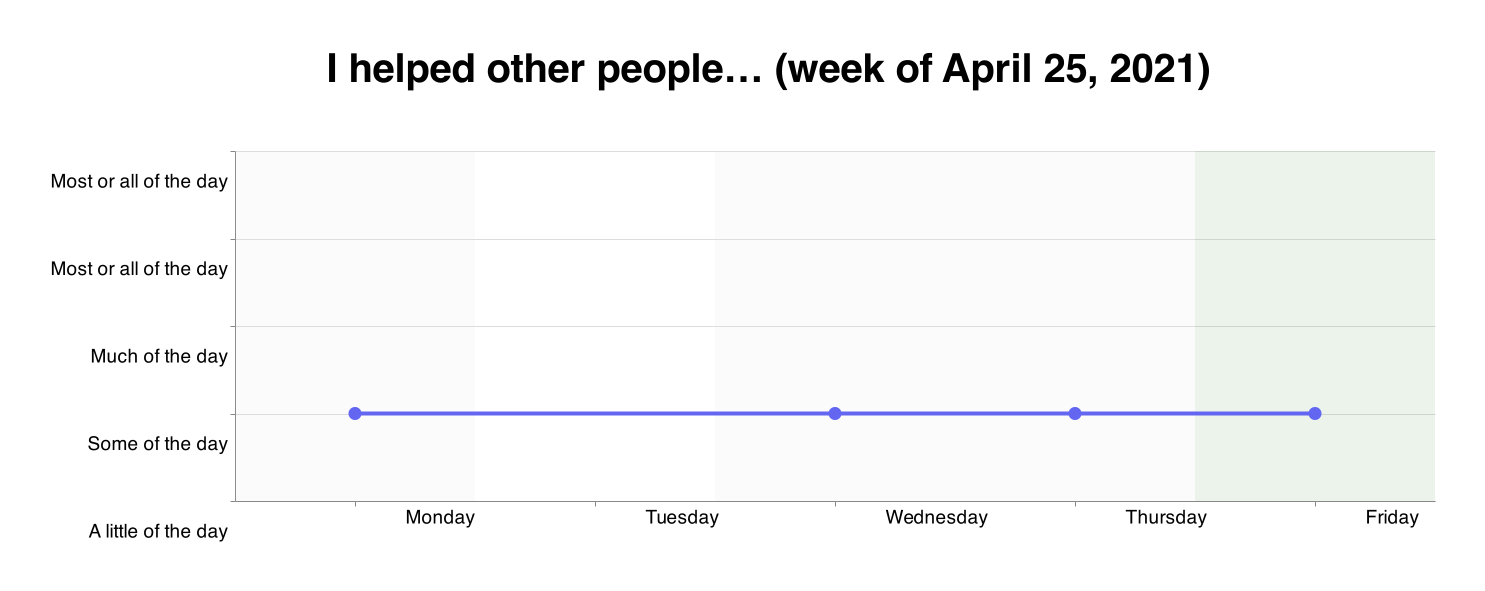 I helped other people… (week of April 25, 2021)
Most or all of the day
Most or all of the day
Much of the day
Some of the day
A little of the day
Monday
Tuesday
Wednesday
Thursday
Friday